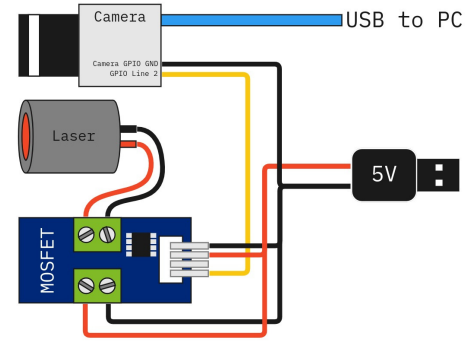 Camera
USB to PC
Camera GPIO GND
GPIO Line 2
Laser
5V
MOSFET